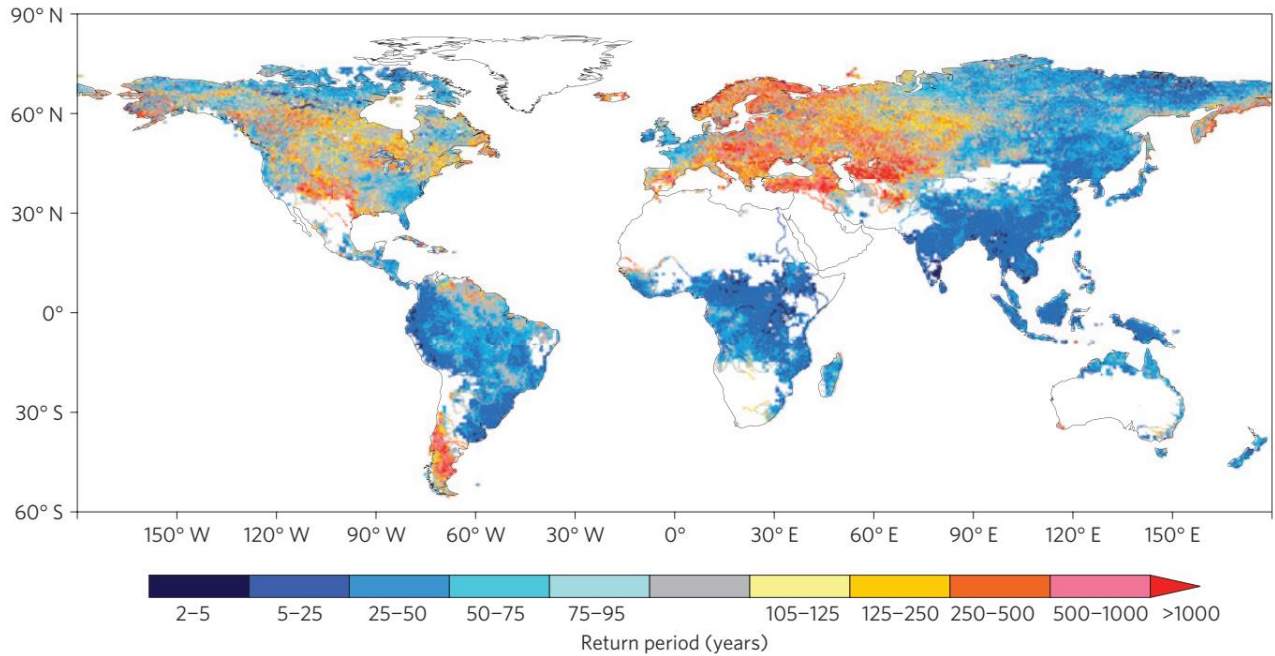 90° N
60° N
30° N
0°
30° S
60° S
150° W 120° W 90° W 60° W 30° W 0° 30° E 60° E 90° E 120° E 150° E
2–5 5–25 25–50 50–75 75–95 105–125 125–250 250–500 500–1000 >1000
Return period (years)